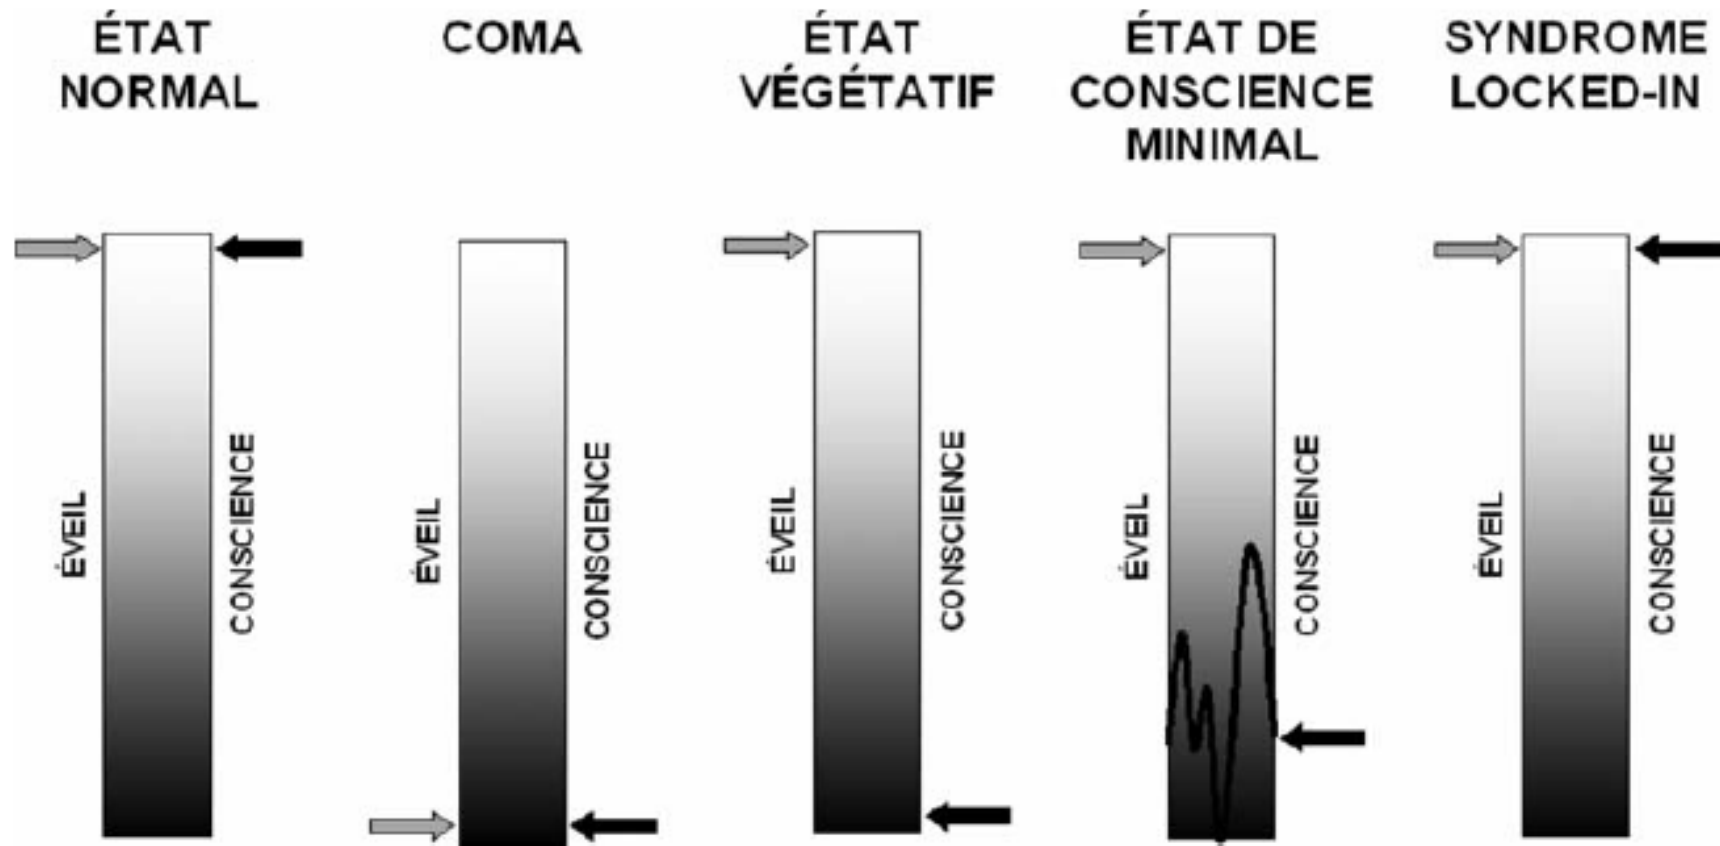 ÉTAT
NORMAL
COMA
ÉTAT
VÉGÉTATIF
ÉTAT DE
CONSCIENCE
MINIMAL
SYNDROME
LOCKED-IN
ÉVEIL
CONSCIENCE
ÉVEIL
CONSCIENCE
ÉVEIL
CONSCIENCE
ÉVEIL
CONSCIENCE
ÉVEIL
CONSCIENCE